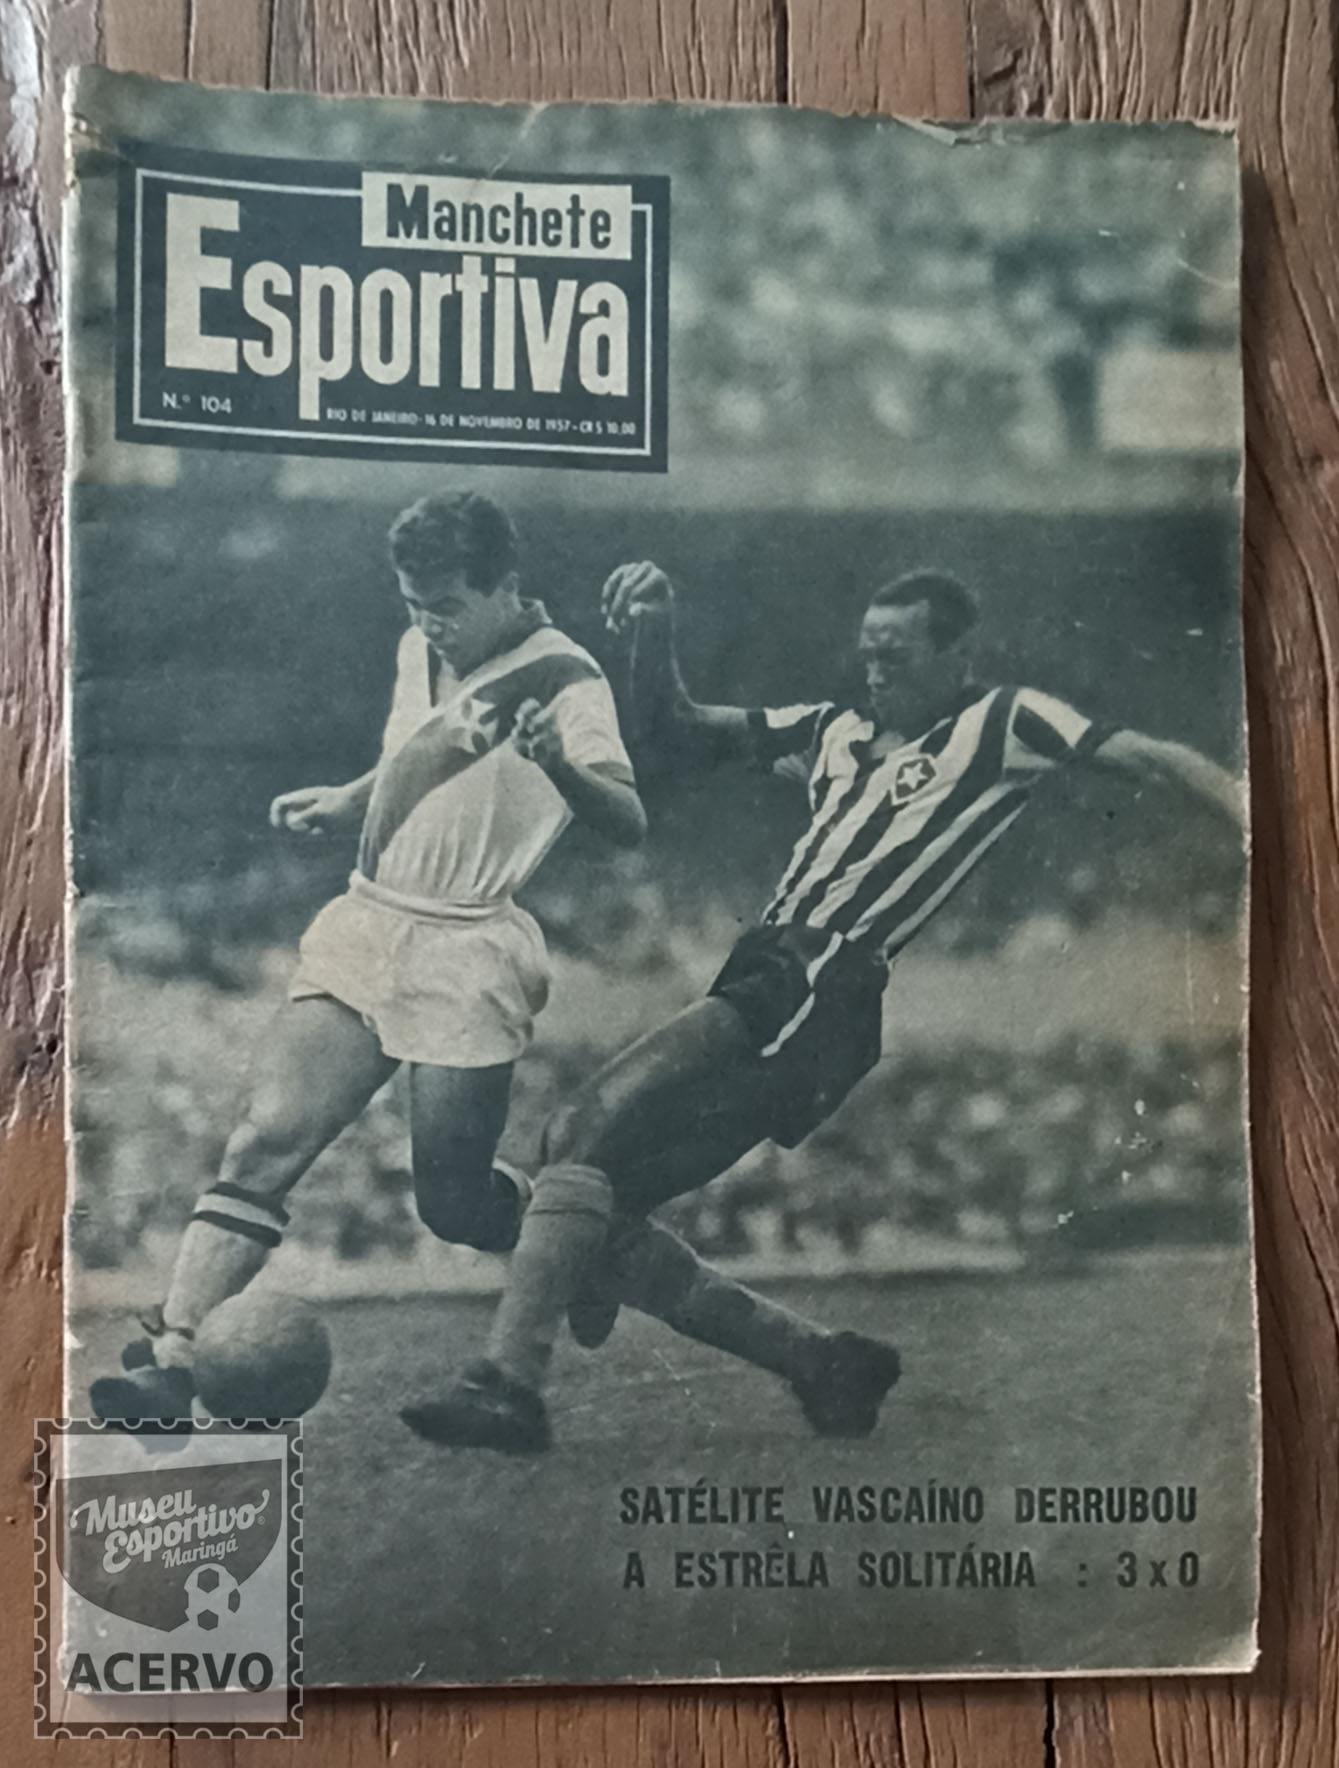 Manchete
Esportiva
N.º 104
RIO DE JANEIRO - 16 DE NOVEMBRO DE 1957 - CR $ 10,00
SATÉLITE VASCAÍNO DERRUBOU
A ESTRÊLA SOLITÁRIA : 3 x 0
Museu
Esportivo
Maringá
ACERVO